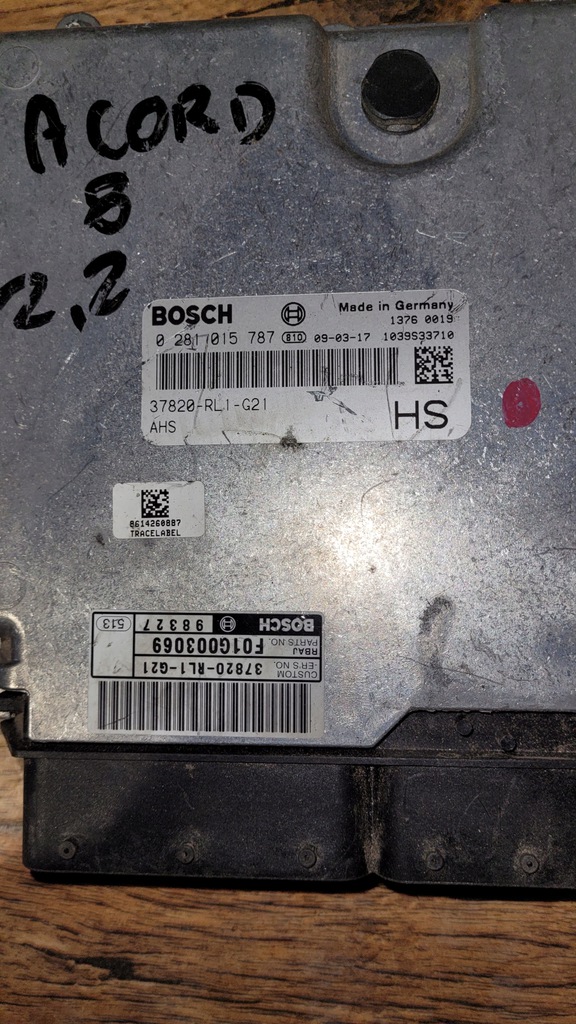 ACORD
8
2,2
BOSCH Made in Germany
1376 0019
0 281 015 787 810 09-03-17 1039S33710
37820-RL1-G21
AHS
HS
8614260887
TRACELABEL
BOSCH 98327 513
RBAJ PARTS NO. F01G003069
CUSTOM -ER'S NO. 37820-RL1-G21